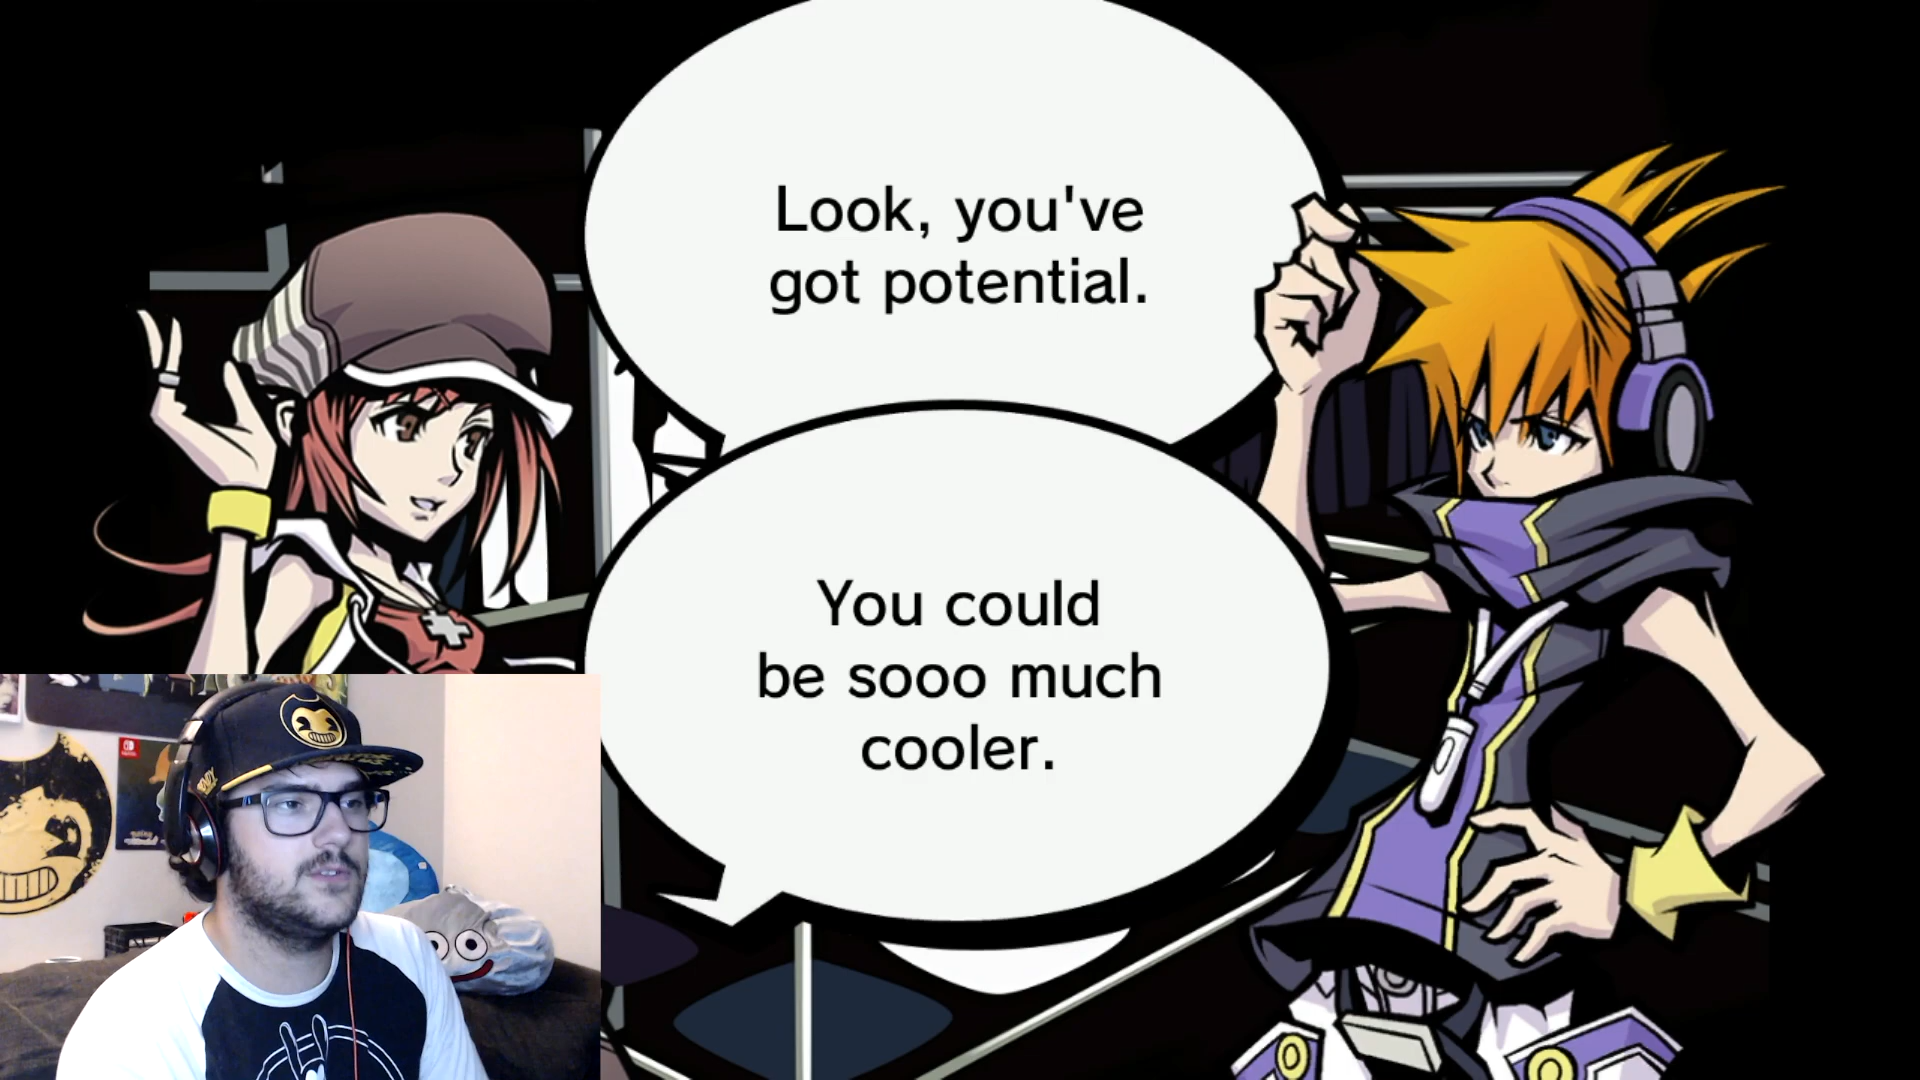 Look, you've
got potential.
You could
be sooo much
cooler.